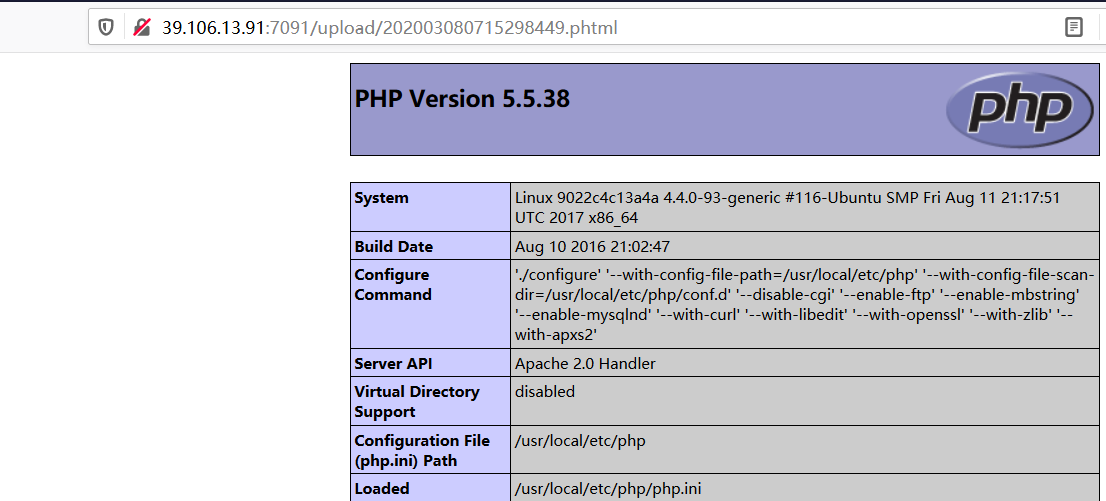 39.106.13.91:7091/upload/202003080715298449.phtml
PHP Version 5.5.38
php
System
Linux 9022c4c13a4a 4.4.0-93-generic #116-Ubuntu SMP Fri Aug 11 21:17:51
UTC 2017 x86_64
Build Date
Aug 10 2016 21:02:47
Configure
Command
'./configure' '--with-config-file-path=/usr/local/etc/php' '--with-config-file-scan-
dir=/usr/local/etc/php/conf.d' '--disable-cgi' '--enable-ftp' '--enable-mbstring'
'--enable-mysqlnd' '--with-curl' '--with-libedit' '--with-openssl' '--with-zlib' '--
with-apxs2'
Server API
Apache 2.0 Handler
Virtual Directory
Support
disabled
Configuration File
(php.ini) Path
/usr/local/etc/php
Loaded
/usr/local/etc/php/php.ini